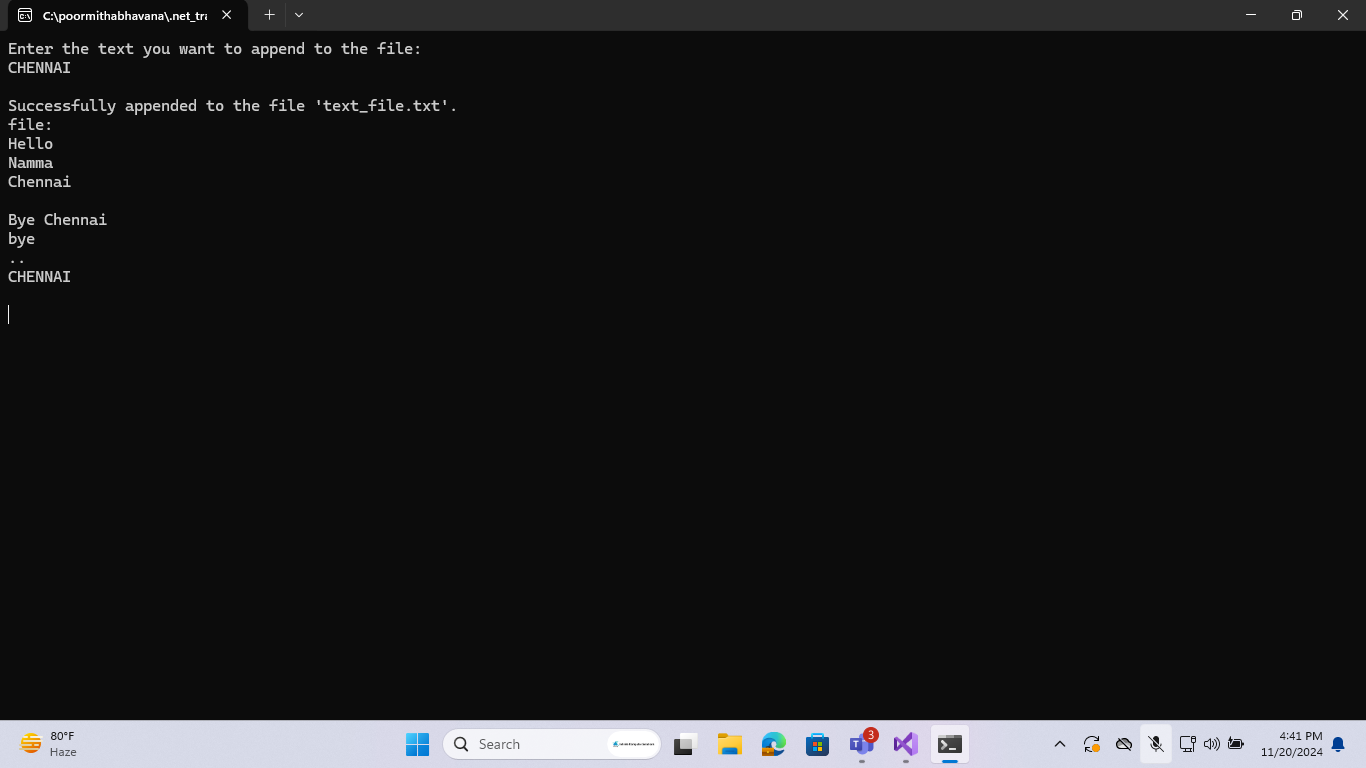 C:\poormithabhavana\.net_tra
Enter the text you want to append to the file:
CHENNAI
Successfully appended to the file 'text_file.txt'.
file:
Hello
Namma
Chennai
Bye Chennai
bye
..
CHENNAI
80°F
Haze
Search
3
4:41 PM
11/20/2024